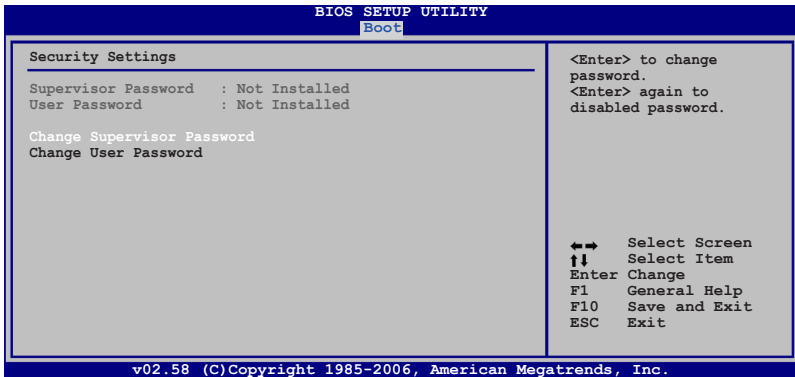 BIOS SETUP UTILITY
Boot
Security Settings
Supervisor Password : Not Installed
User Password : Not Installed
Change Supervisor Password
Change User Password
<Enter> to change
password.
<Enter> again to
disabled password.
←→ Select Screen
↑↓ Select Item
Enter Change
F1 General Help
F10 Save and Exit
ESC Exit
v02.58 (C)Copyright 1985-2006, American Megatrends, Inc.